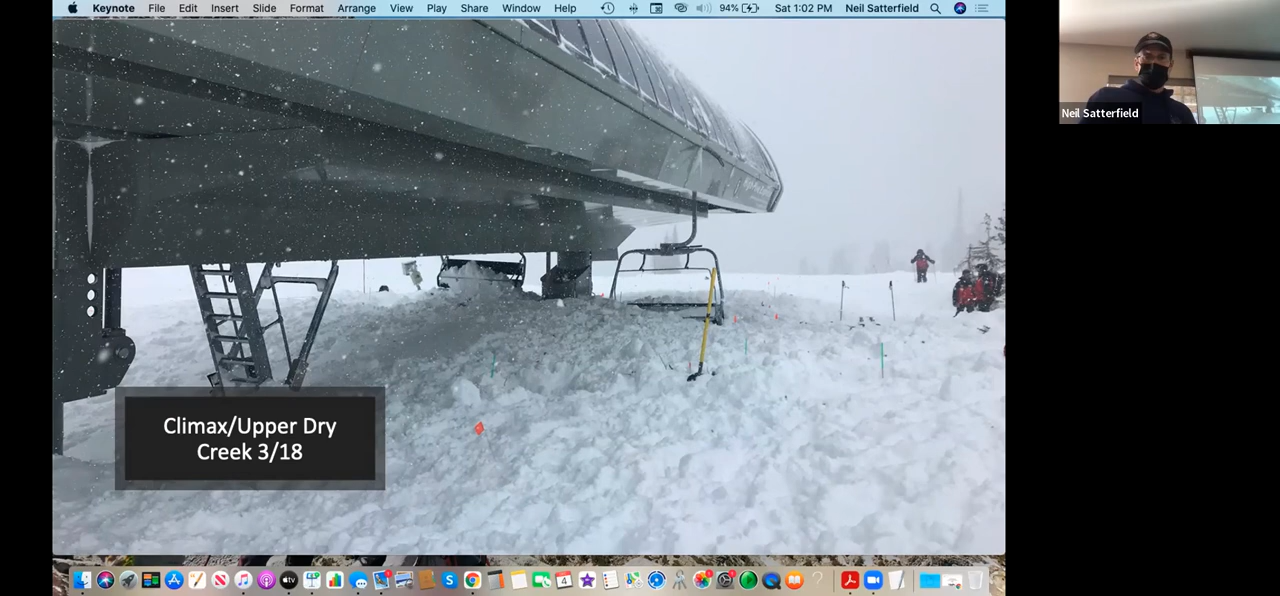 Keynote File Edit Insert Slide Format Arrange View Play Share Window Help 94% Sat 1:02 PM Neil Satterfield
Neil Satterfield
Climax/Upper Dry
Creek 3/18